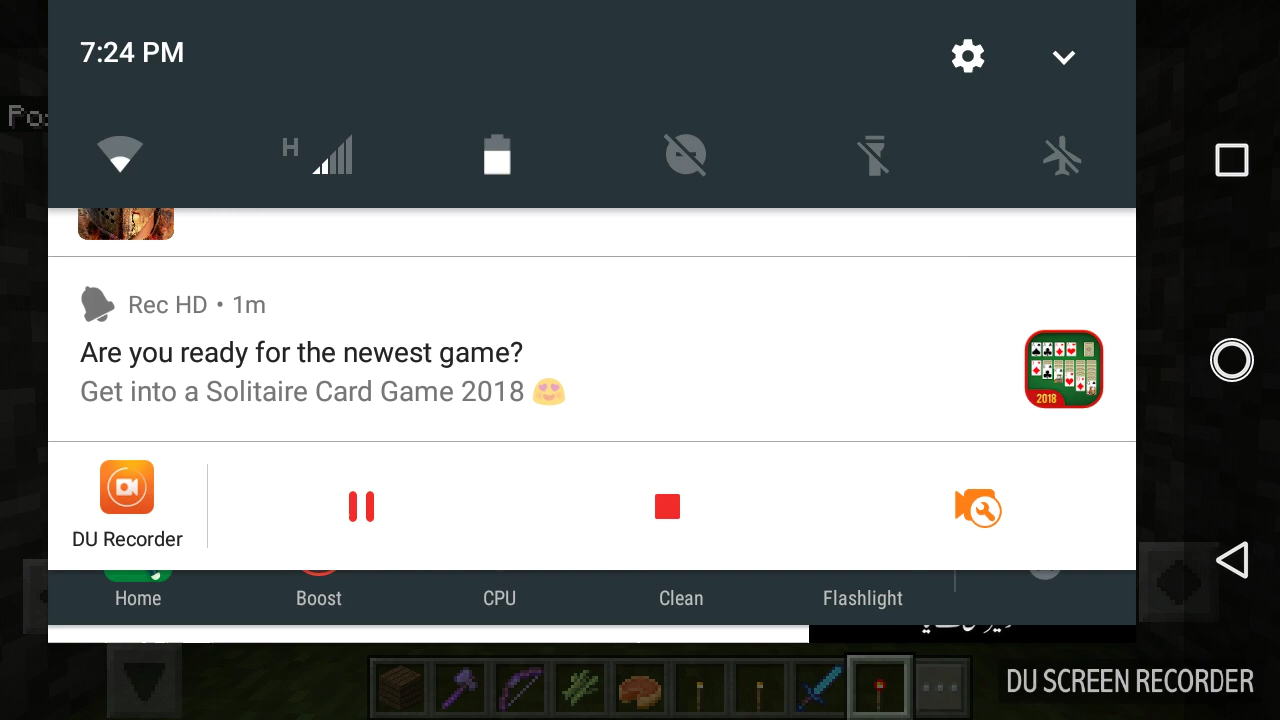 7:24 PM
Po
H
Rec HD • 1m
Are you ready for the newest game?
Get into a Solitaire Card Game 2018 😍
2018
DU Recorder
Home
Boost
CPU
Clean
Flashlight
DU SCREEN RECORDER